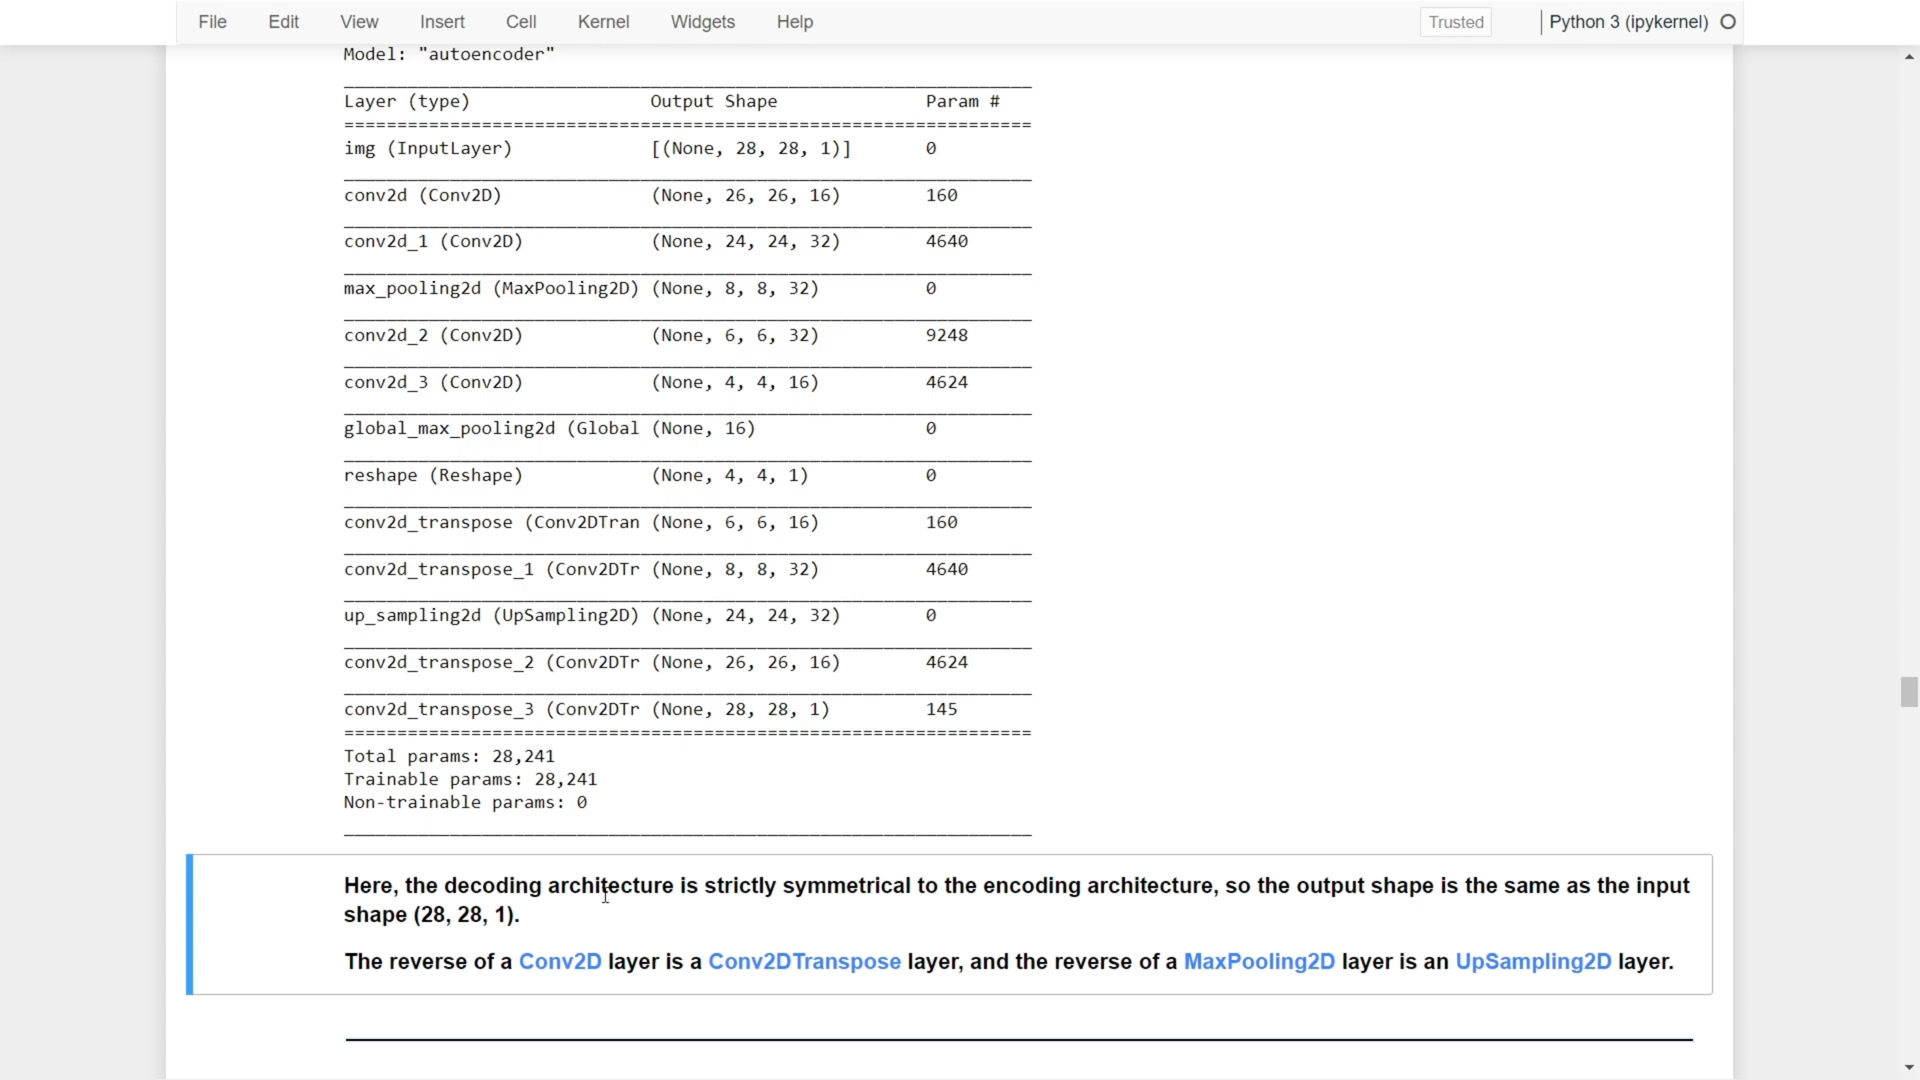 File Edit View Insert Cell Kernel Widgets Help Trusted Python 3 (ipykernel)
Model: "autoencoder"
Layer (type) Output Shape Param #
img (InputLayer) [(None, 28, 28, 1)] 0
conv2d (Conv2D) (None, 26, 26, 16) 160
conv2d_1 (Conv2D) (None, 24, 24, 32) 4640
max_pooling2d (MaxPooling2D) (None, 8, 8, 32) 0
conv2d_2 (Conv2D) (None, 6, 6, 32) 9248
conv2d_3 (Conv2D) (None, 4, 4, 16) 4624
global_max_pooling2d (Global (None, 16) 0
reshape (Reshape) (None, 4, 4, 1) 0
conv2d_transpose (Conv2DTran (None, 6, 6, 16) 160
conv2d_transpose_1 (Conv2DTr (None, 8, 8, 32) 4640
up_sampling2d (UpSampling2D) (None, 24, 24, 32) 0
conv2d_transpose_2 (Conv2DTr (None, 26, 26, 16) 4624
conv2d_transpose_3 (Conv2DTr (None, 28, 28, 1) 145
Total params: 28,241
Trainable params: 28,241
Non-trainable params: 0
Here, the decoding architecture is strictly symmetrical to the encoding architecture, so the output shape is the same as the input
shape (28, 28, 1).
The reverse of a Conv2D layer is a Conv2DTranspose layer, and the reverse of a MaxPooling2D layer is an UpSampling2D layer.